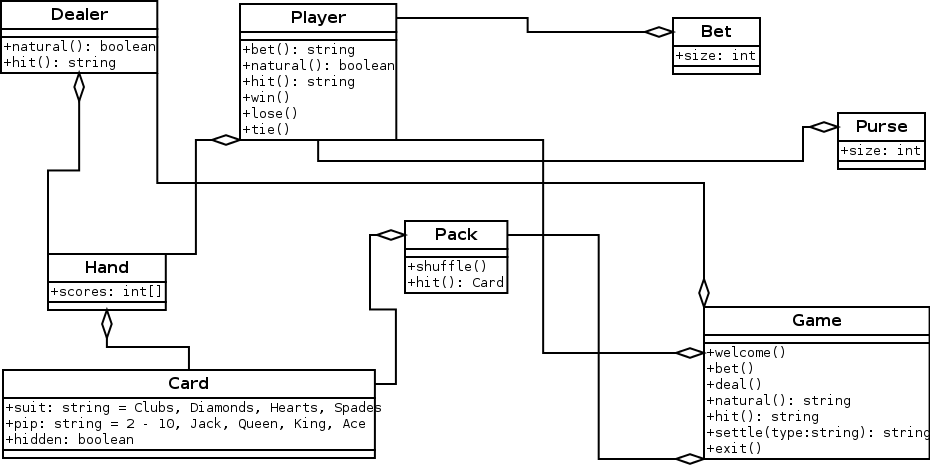 Dealer
+natural(): boolean
+hit(): string
Player
+bet(): string
+natural(): boolean
+hit(): string
+win()
+lose()
+tie()
Bet
+size: int
Purse
+size: int
Hand
+scores: int[]
Pack
+shuffle()
+hit(): Card
Card
+suit: string = Clubs, Diamonds, Hearts, Spades
+pip: string = 2 - 10, Jack, Queen, King, Ace
+hidden: boolean
Game
+welcome()
+bet()
+deal()
+natural(): string
+hit(): string
+settle(type:string): string
+exit()